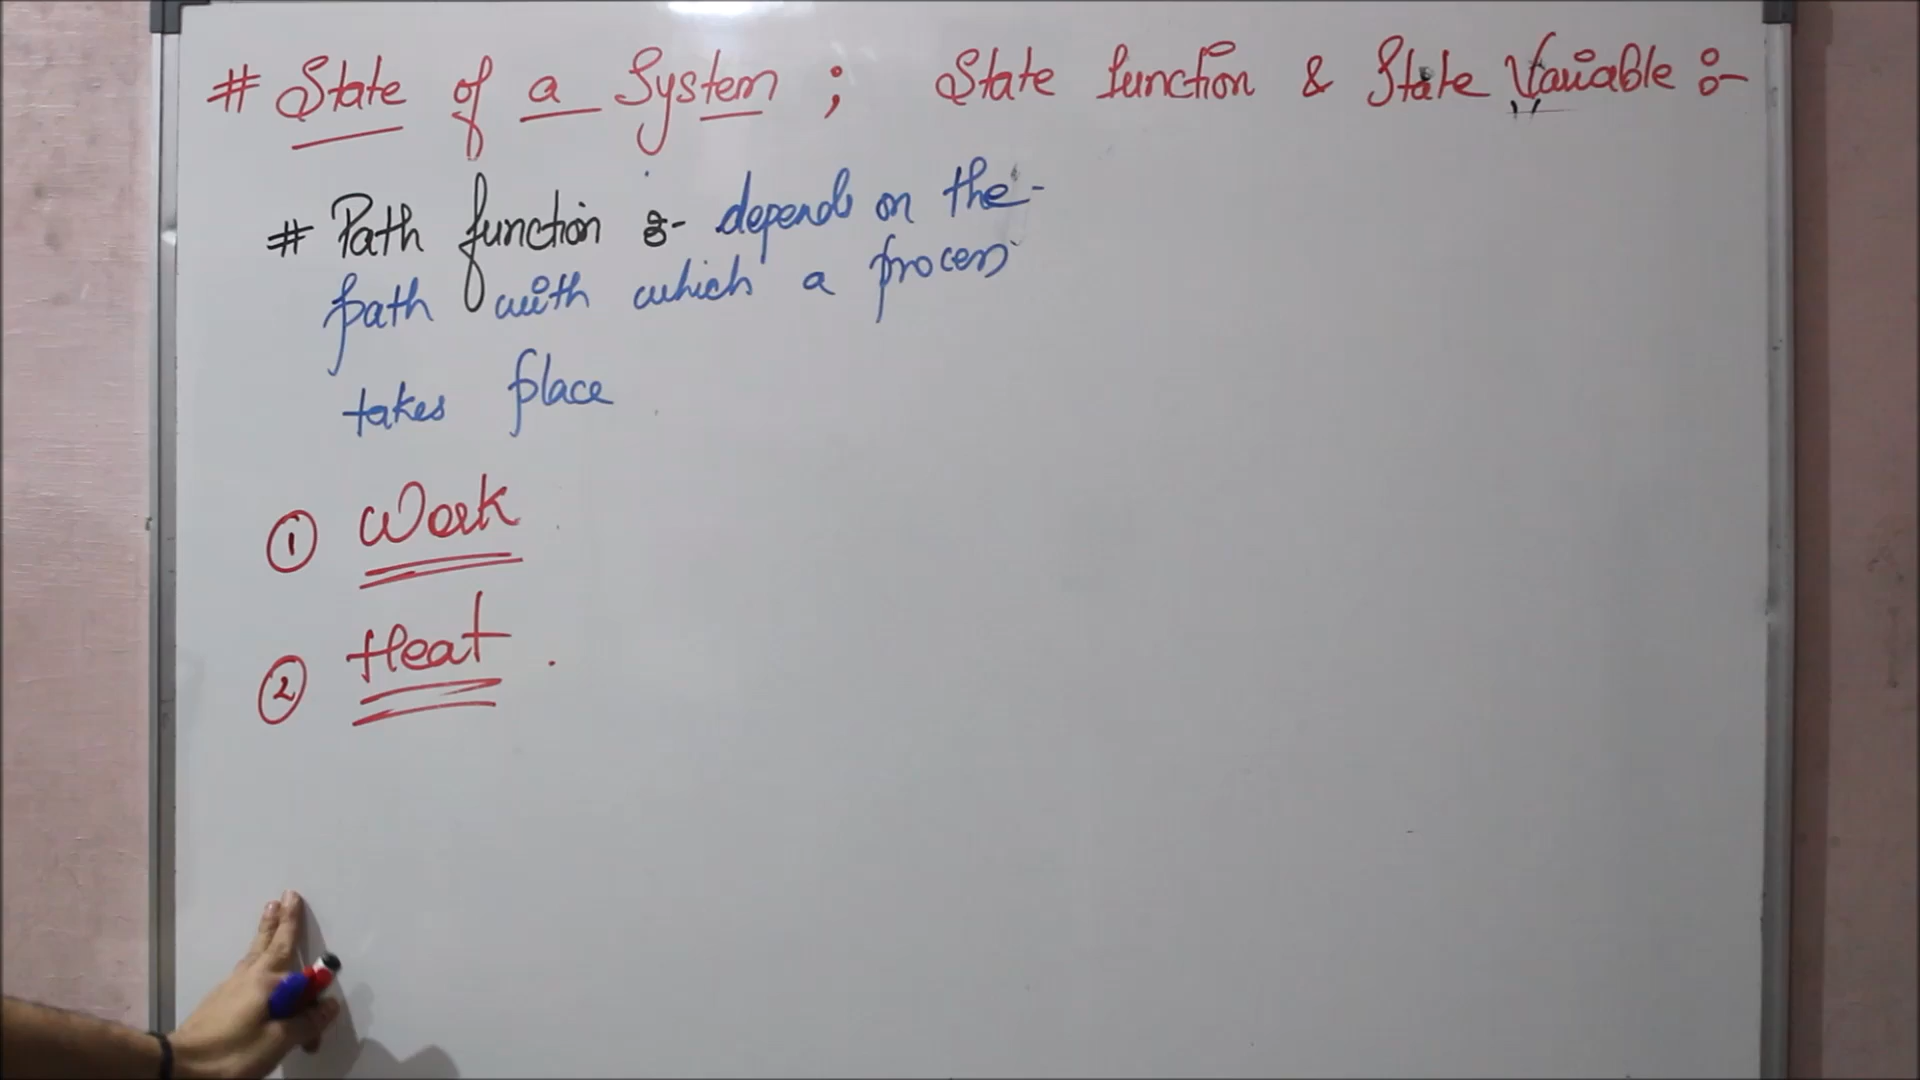 # State of a System ; State function & State Variable :-
# Path function :- depends on the-
path with which a process
takes place
① Work
② Heat .